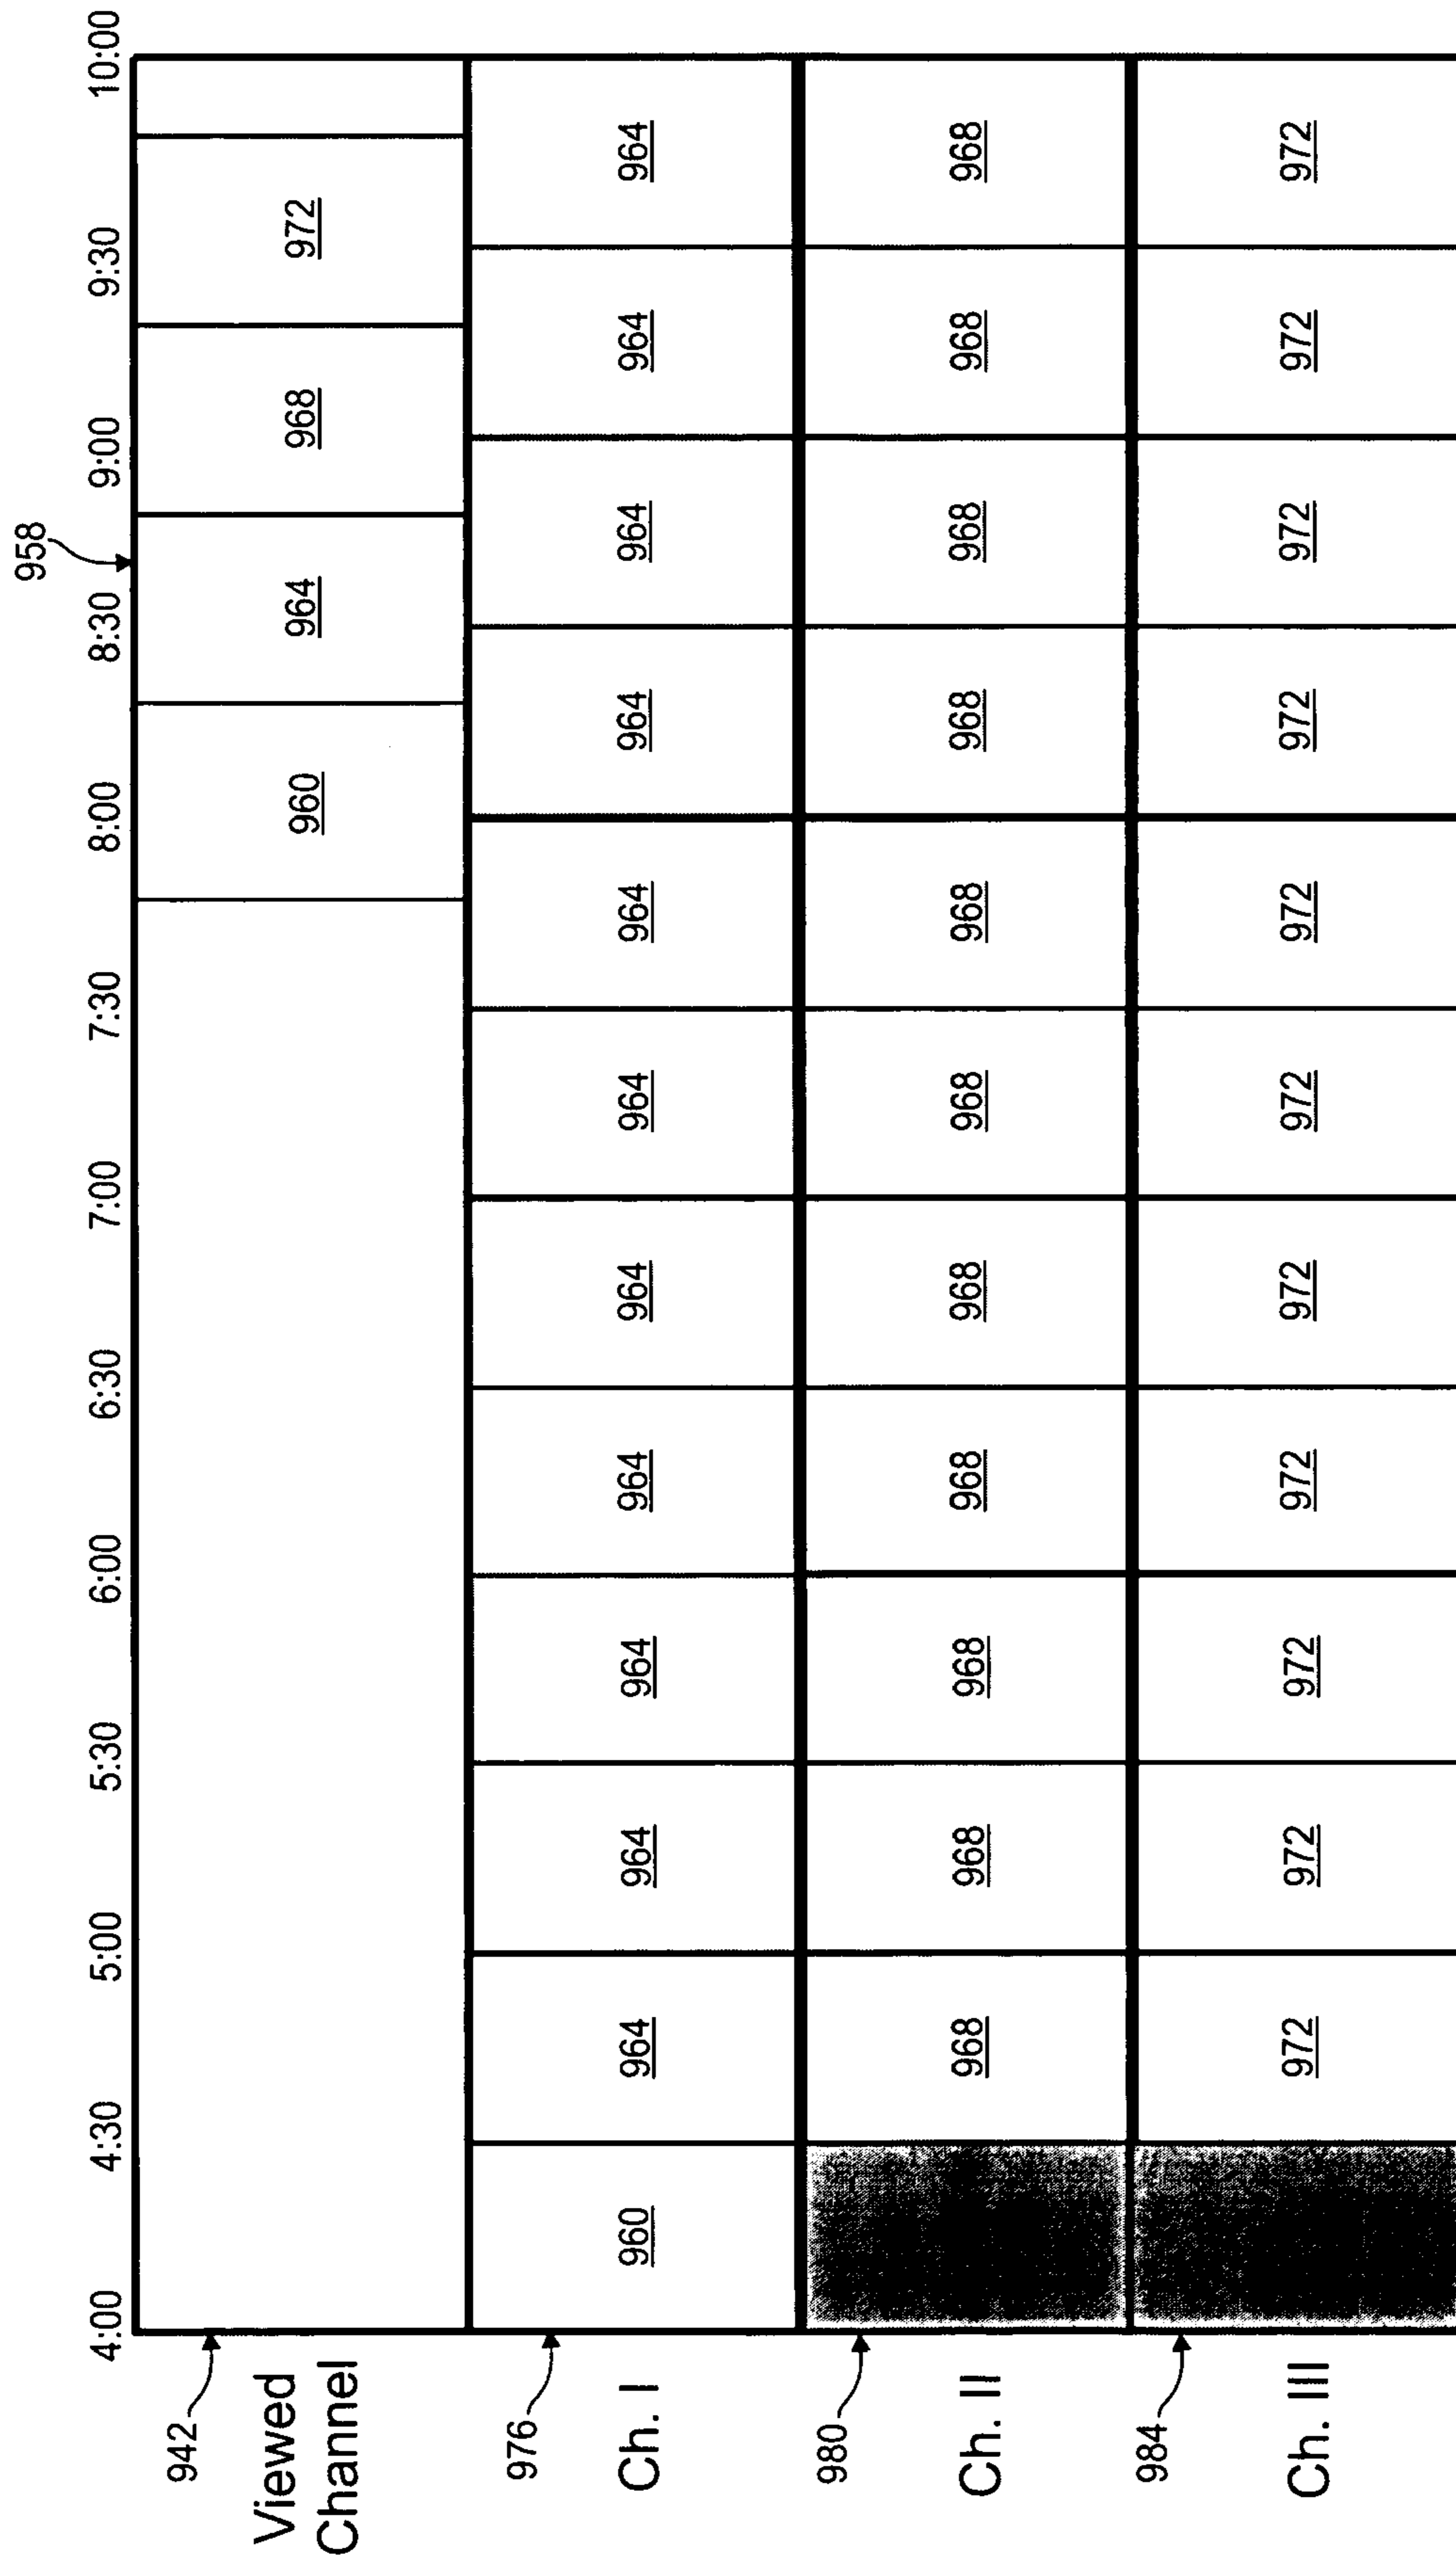 958
4:00 4:30 5:00 5:30 6:00 6:30 7:00 7:30 8:00 8:30 9:00 9:30 10:00
942
Viewed
Channel
960 964 968 972
976
Ch. I
960 964 964 964 964 964 964 964 964 964 964 964
980
Ch. II
968 968 968 968 968 968 968 968 968 968 968
984
Ch. III
972 972 972 972 972 972 972 972 972 972 972